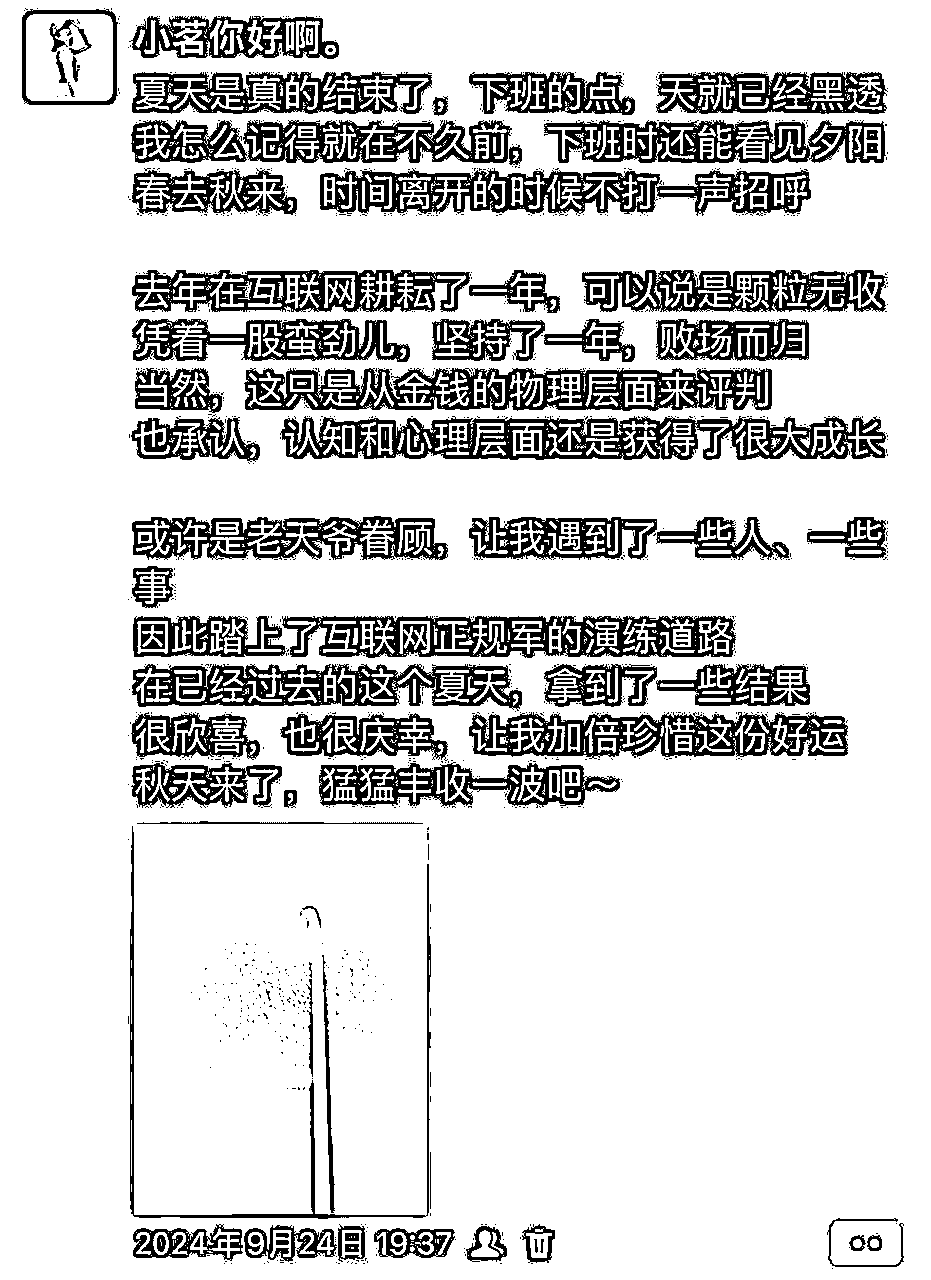 小茗你好啊。
夏天是真的结束了，下班的点，天就已经黑透
我怎么记得就在不久前，下班时还能看见夕阳
春去秋来，时间离开的时候不打一声招呼
去年在互联网耕耘了一年，可以说是颗粒无收
凭着一股蛮劲儿，坚持了一年，败场而归
当然，这只是从金钱的物理层面来评判
也承认，认知和心理层面还是获得了很大成长
或许是老天爷眷顾，让我遇到了一些人、一些
事
因此踏上了互联网正规军的演练道路
在已经过去的这个夏天，拿到了一些结果
很欣喜，也很庆幸，让我加倍珍惜这份好运
秋天来了，猛猛丰收一波吧～
2024年9月24日 19:37